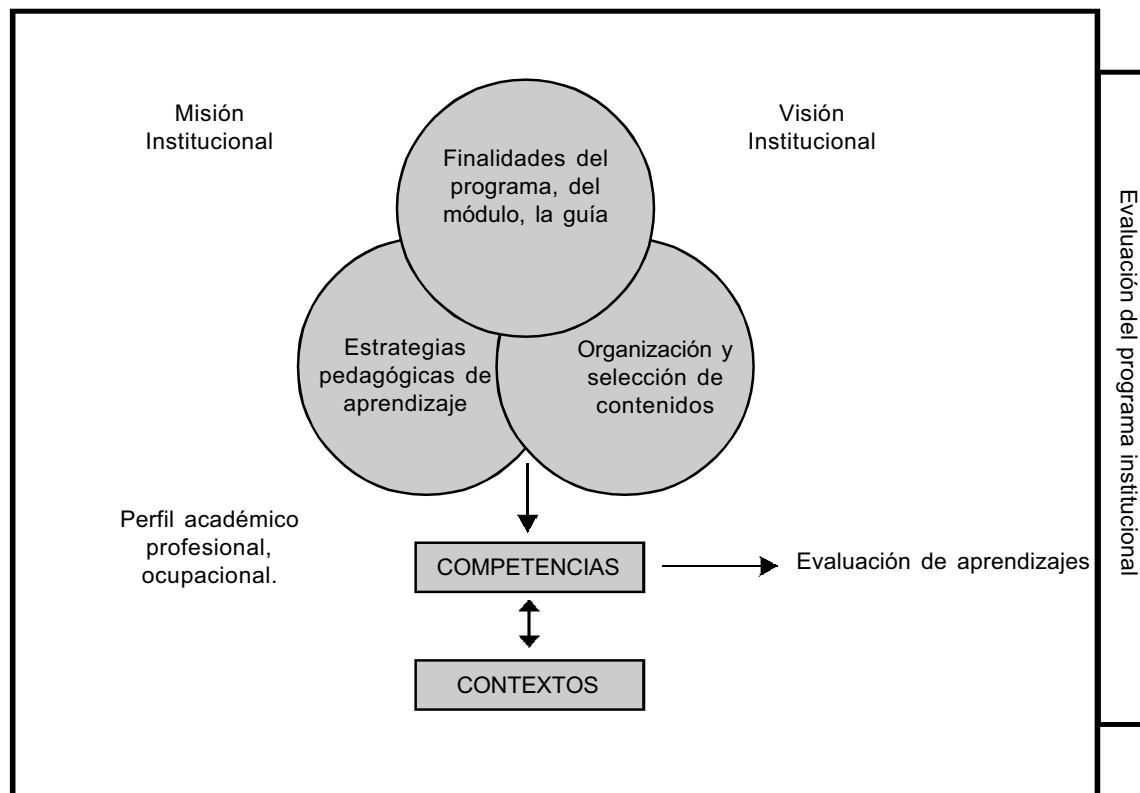 Misión
Institucional
Visión
Institucional
Finalidades del
programa, del
módulo, la guía
Estrategias
pedagógicas de
aprendizaje
Organización y
selección de
contenidos
Perfil académico
profesional,
ocupacional.
COMPETENCIAS
Evaluación de aprendizajes
CONTEXTOS
Evaluación del programa institucional